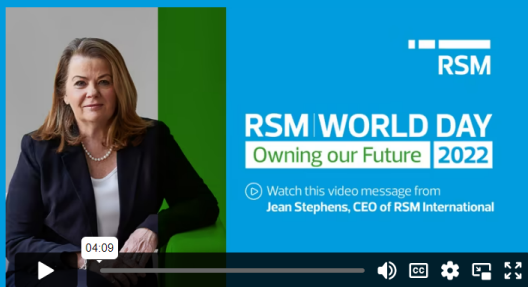 RSM
RSM WORLD DAY
Owning our Future 2022
Watch this video message from
Jean Stephens, CEO of RSM International
04:09
CC